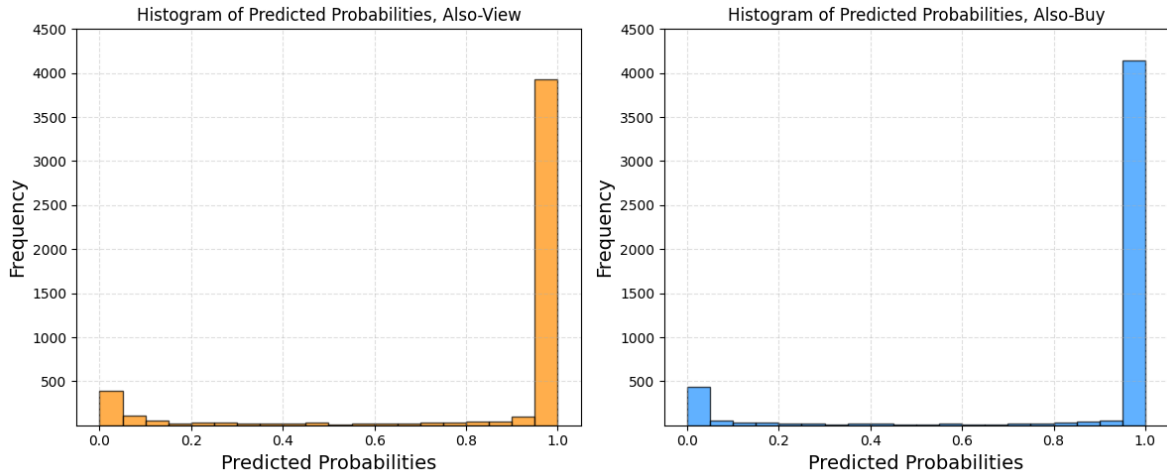 Histogram of Predicted Probabilities, Also-View
4500
4000
3500
3000
2500
2000
1500
1000
500
Frequency
0.0 0.2 0.4 0.6 0.8 1.0
Predicted Probabilities
Histogram of Predicted Probabilities, Also-Buy
4500
4000
3500
3000
2500
2000
1500
1000
500
Frequency
0.0 0.2 0.4 0.6 0.8 1.0
Predicted Probabilities